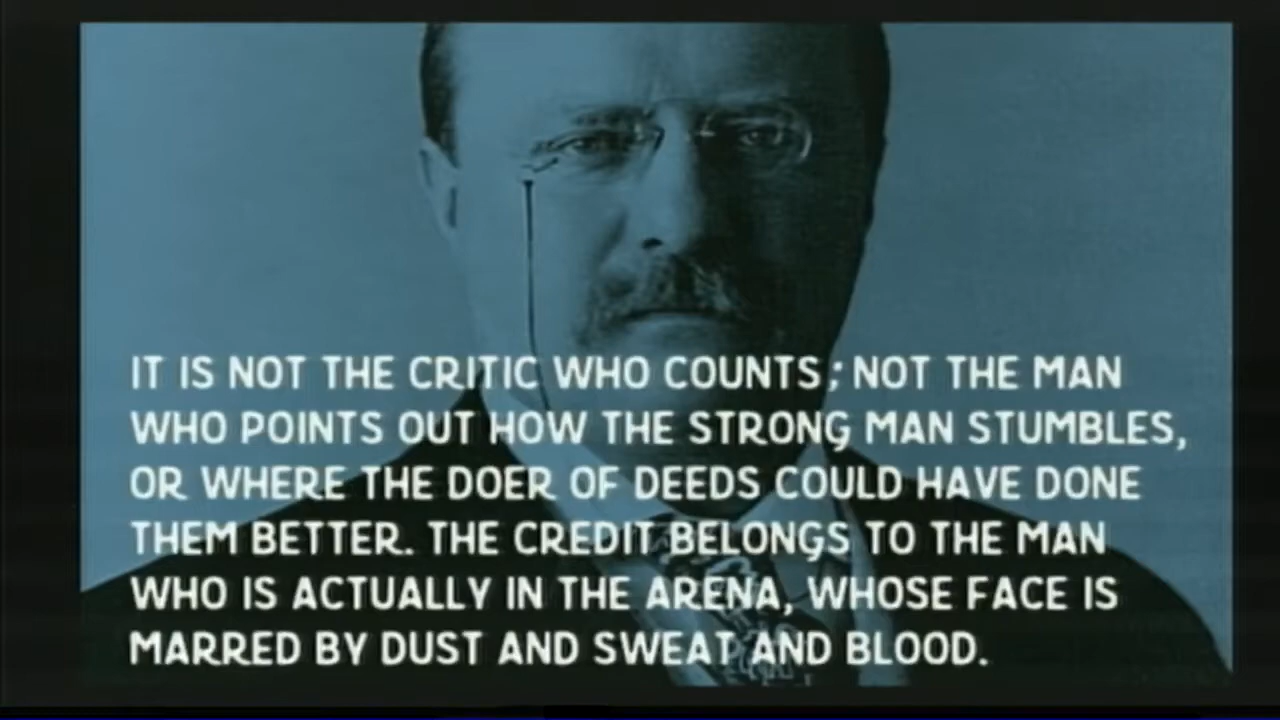 IT IS NOT THE CRITIC WHO COUNTS; NOT THE MAN
WHO POINTS OUT HOW THE STRONG MAN STUMBLES,
OR WHERE THE DOER OF DEEDS COULD HAVE DONE
THEM BETTER. THE CREDIT BELONGS TO THE MAN
WHO IS ACTUALLY IN THE ARENA, WHOSE FACE IS
MARRED BY DUST AND SWEAT AND BLOOD.